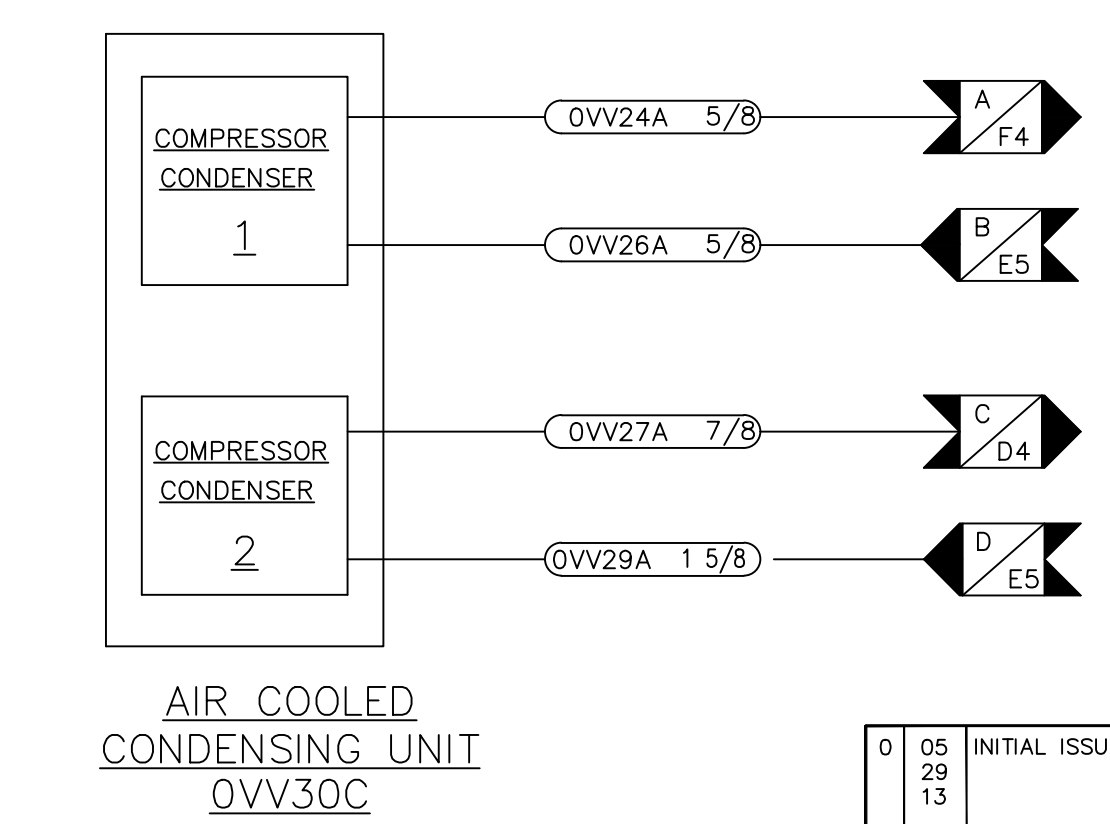 COMPRESSOR
CONDENSER
1
0VV24A 5/8
A
F4
0VV26A 5/8
B
E5
COMPRESSOR
CONDENSER
2
0VV27A 7/8
C
D4
0VV29A 1 5/8
D
E5
AIR COOLED
CONDENSING UNIT
0VV30C
0 05 INITIAL ISSU
29
13